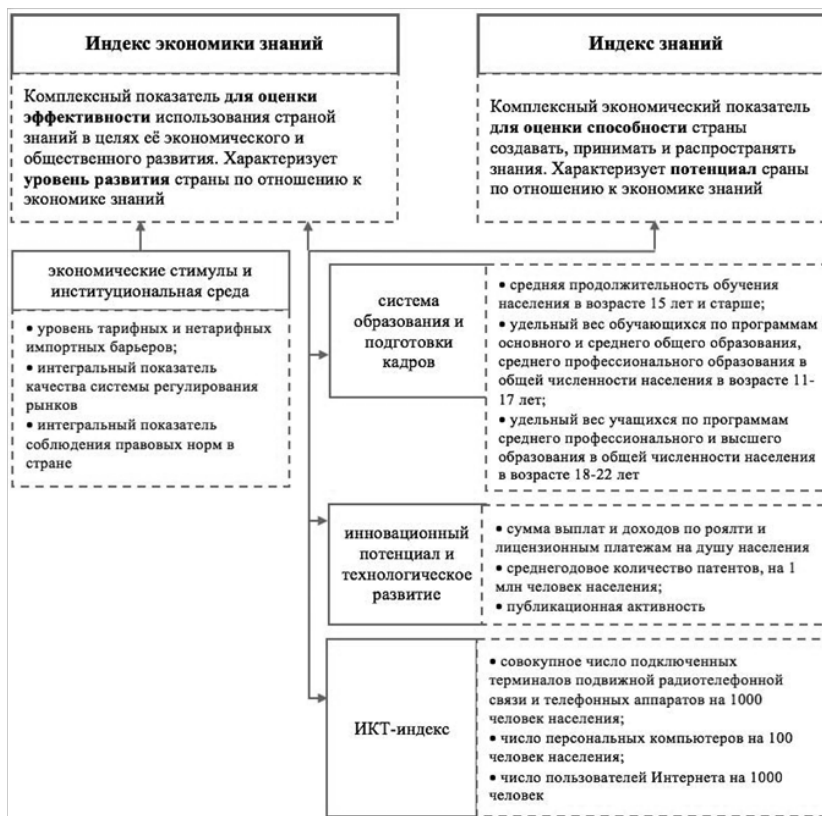 Индекс экономики знаний
Комплексный показатель для оценки
эффективности использования страной
знаний в целях её экономического и
общественного развития. Характеризует
уровень развития страны по отношению к
экономике знаний
Индекс знаний
Комплексный экономический показатель
для оценки способности страны
создавать, принимать и распространять
знания. Характеризует потенциал сраны
по отношению к экономике знаний
экономические стимулы и
институциональная среда
• уровень тарифных и нетарифных
импортных барьеров;
• интегральный показатель
качества системы регулирования
рынков
• интегральный показатель
соблюдения правовых норм в
стране
система
образования и
подготовки
кадров
• средняя продолжительность обучения
населения в возрасте 15 лет и старше;
• удельный вес обучающихся по программам
основного и среднего общего образования,
среднего профессионального образования в
общей численности населения в возрасте 11-
17 лет;
• удельный вес учащихся по программам
среднего профессионального и высшего
образования в общей численности населения
в возрасте 18-22 лет
инновационный
потенциал и
технологическое
развитие
• сумма выплат и доходов по роялти и
лицензионным платежам на душу населения
• среднегодовое количество патентов, на 1
млн человек населения;
• публикационная активность
ИКТ-индекс
• совокупное число подключенных
терминалов подвижной радиотелефонной
связи и телефонных аппаратов на 1000
человек населения;
• число персональных компьютеров на 100
человек населения;
• число пользователей Интернета на 1000
человек